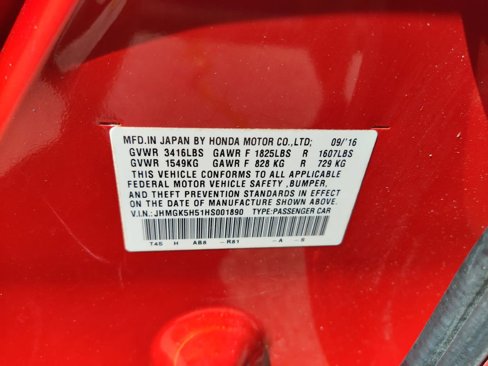 MFD.IN JAPAN BY HONDA MOTOR CO.,LTD; 09/'16
GVWR 3416LBS GAWR F 1825LBS R 1607LBS
GVWR 1549KG GAWR F 828 KG R 729 KG
THIS VEHICLE CONFORMS TO ALL APPLICABLE
FEDERAL MOTOR VEHICLE SAFETY ,BUMPER,
AND THEFT PREVENTION STANDARDS IN EFFECT
ON THE DATE OF MANUFACTURE SHOWN ABOVE.
V.I.N.: JHMGK5H51HS001890 TYPE:PASSENGER CAR
T45 H AB8 -R81 -A -S